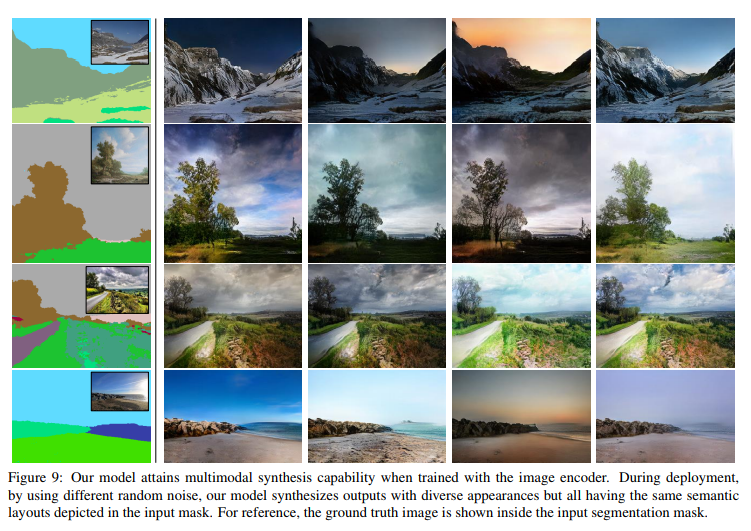 Figure 9: Our model attains multimodal synthesis capability when trained with the image encoder. During deployment,
by using different random noise, our model synthesizes outputs with diverse appearances but all having the same semantic
layouts depicted in the input mask. For reference, the ground truth image is shown inside the input segmentation mask.